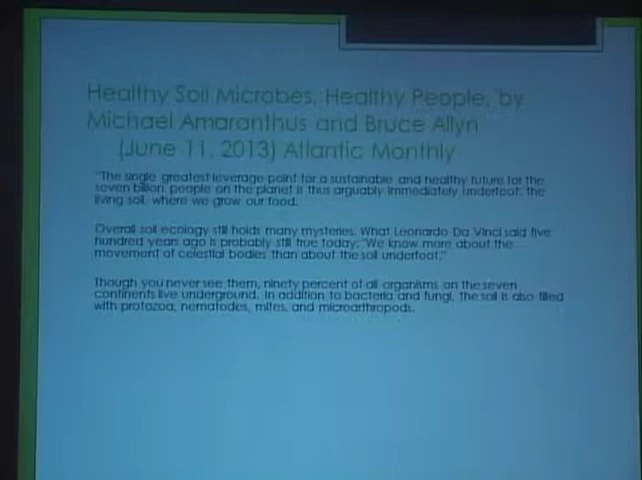 Healthy Soil Microbes, Healthy People, by
Michael Amaranthus and Bruce Allyn
(June 11, 2013) Atlantic Monthly
"The single greatest leverage point for a sustainable and healthy future for the
seven billion people on the planet is thus arguably immediately underfoot: the
living soil, where we grow our food.
Overall soil ecology still holds many mysteries. What Leonardo Da Vinci said five
hundred years ago is probably still true today: "We know more about the
movement of celestial bodies than about the soil underfoot."
Though you never see them, ninety percent of all organisms on the seven
continents live underground. In addition to bacteria and fungi, the soil is also filled
with protozoa, nematodes, mites, and microarthropods.